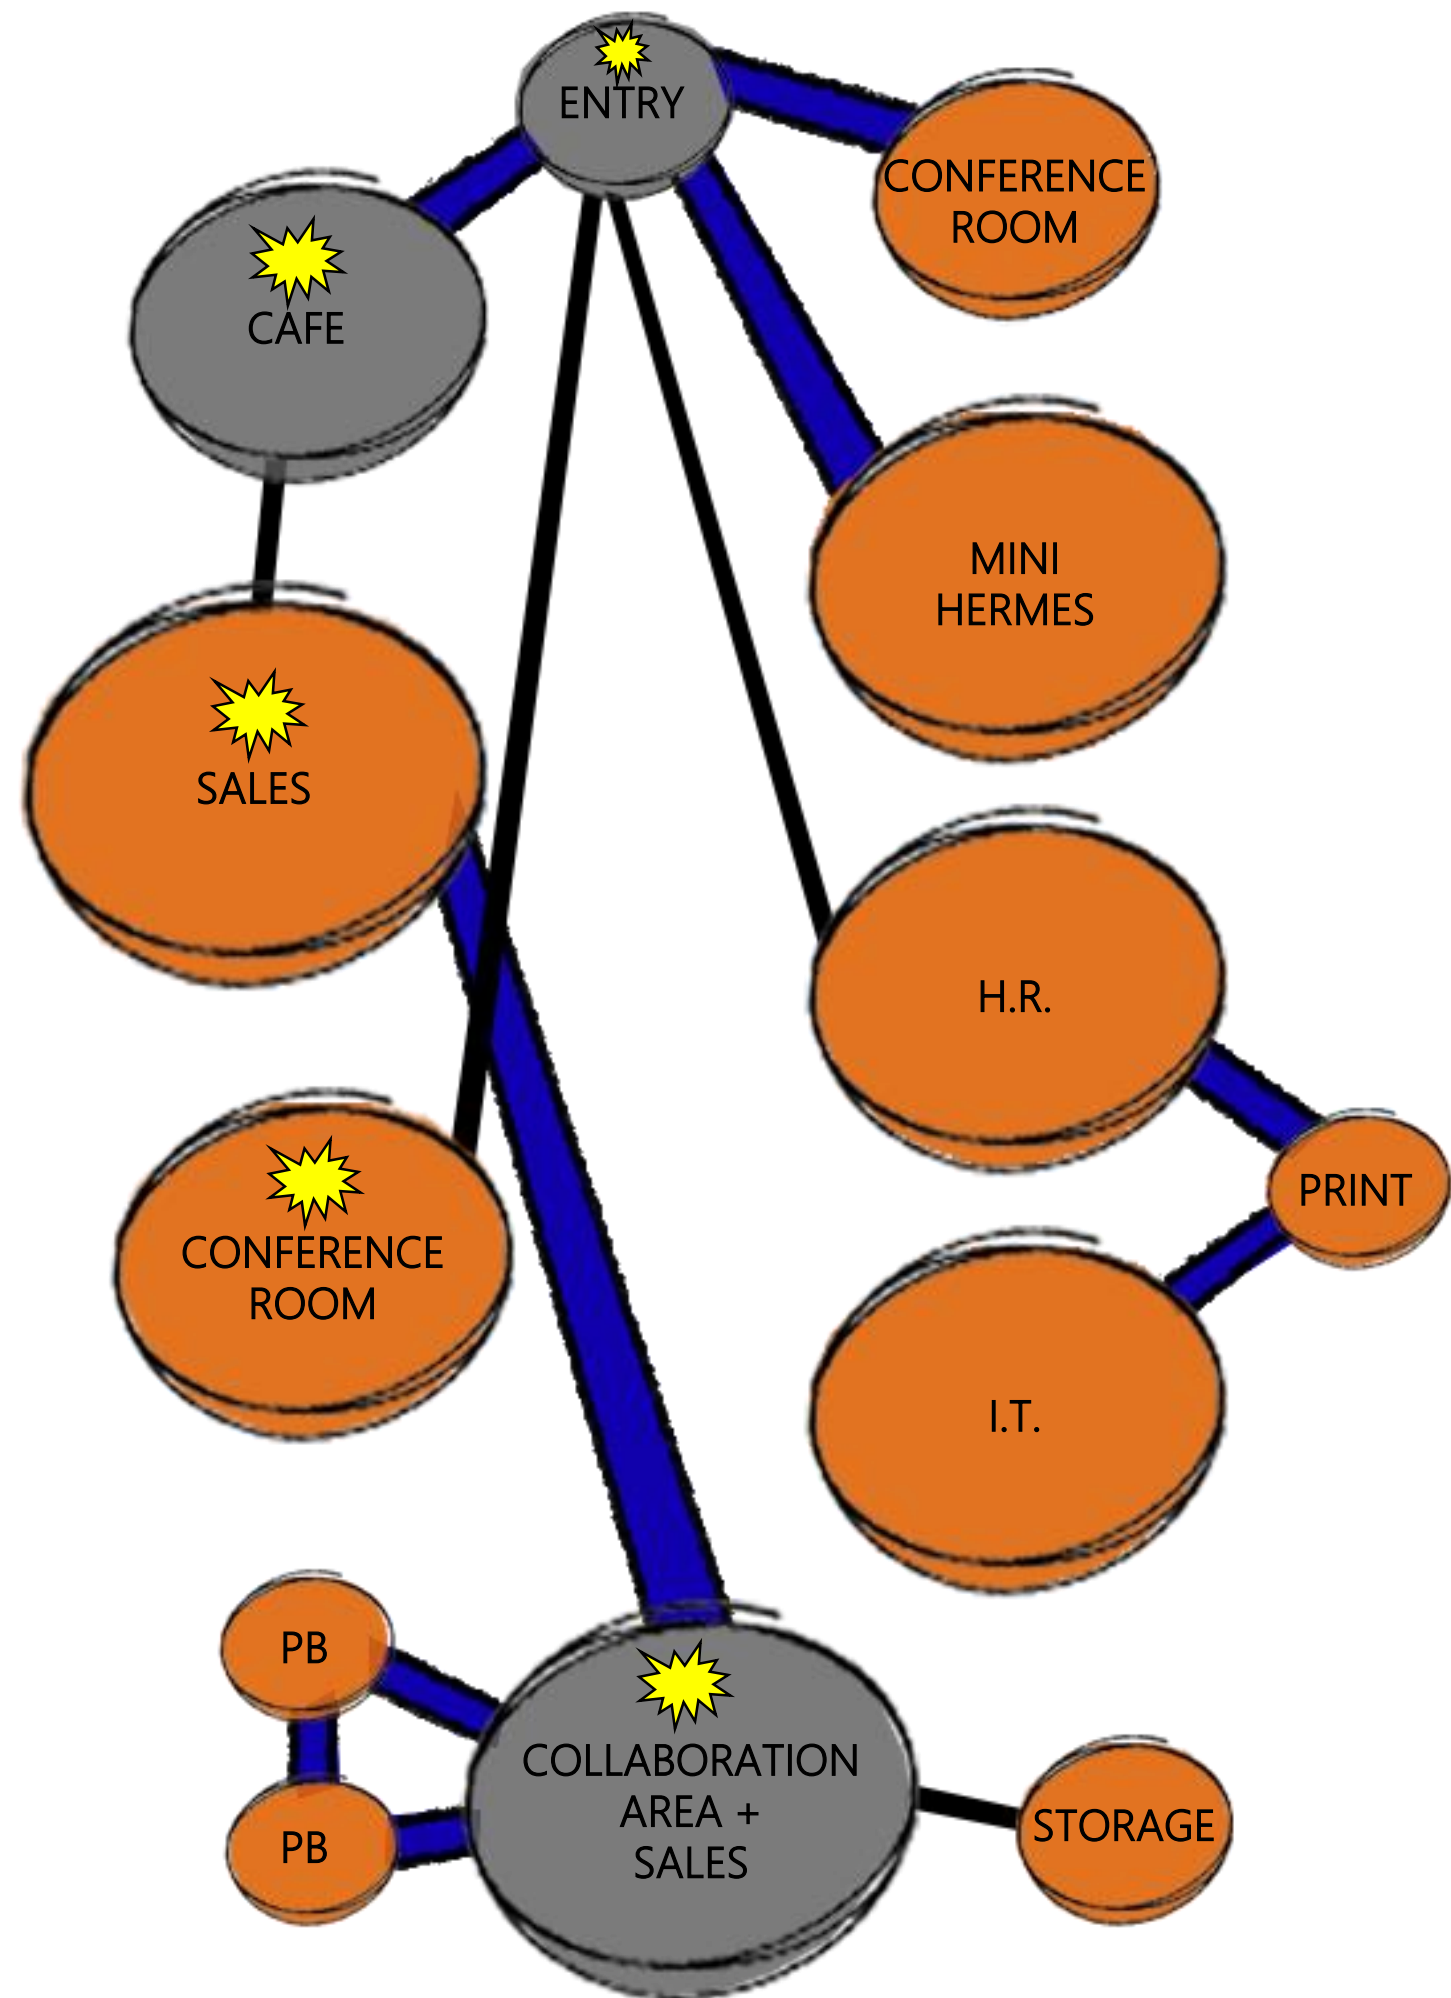 ENTRY
CONFERENCE
ROOM
CAFE
MINI
HERMES
SALES
H.R.
PRINT
CONFERENCE
ROOM
I.T.
PB
COLLABORATION
AREA +
SALES
STORAGE
PB